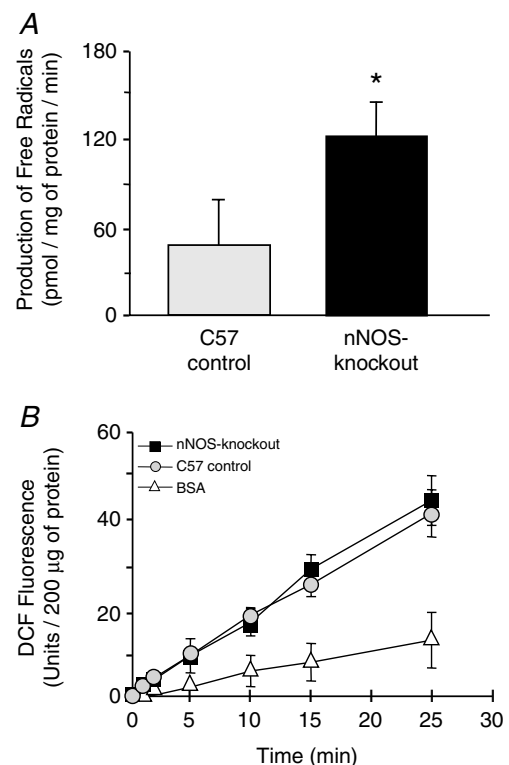 A
Production of Free Radicals
(pmol / mg of protein / min)
180
120
60
0
*
C57
control
nNOS-
knockout
B
DCF Fluorescence
(Units / 200 µg of protein)
60
40
20
0
nNOS-knockout
C57 control
BSA
0 5 10 15 20 25 30
Time (min)